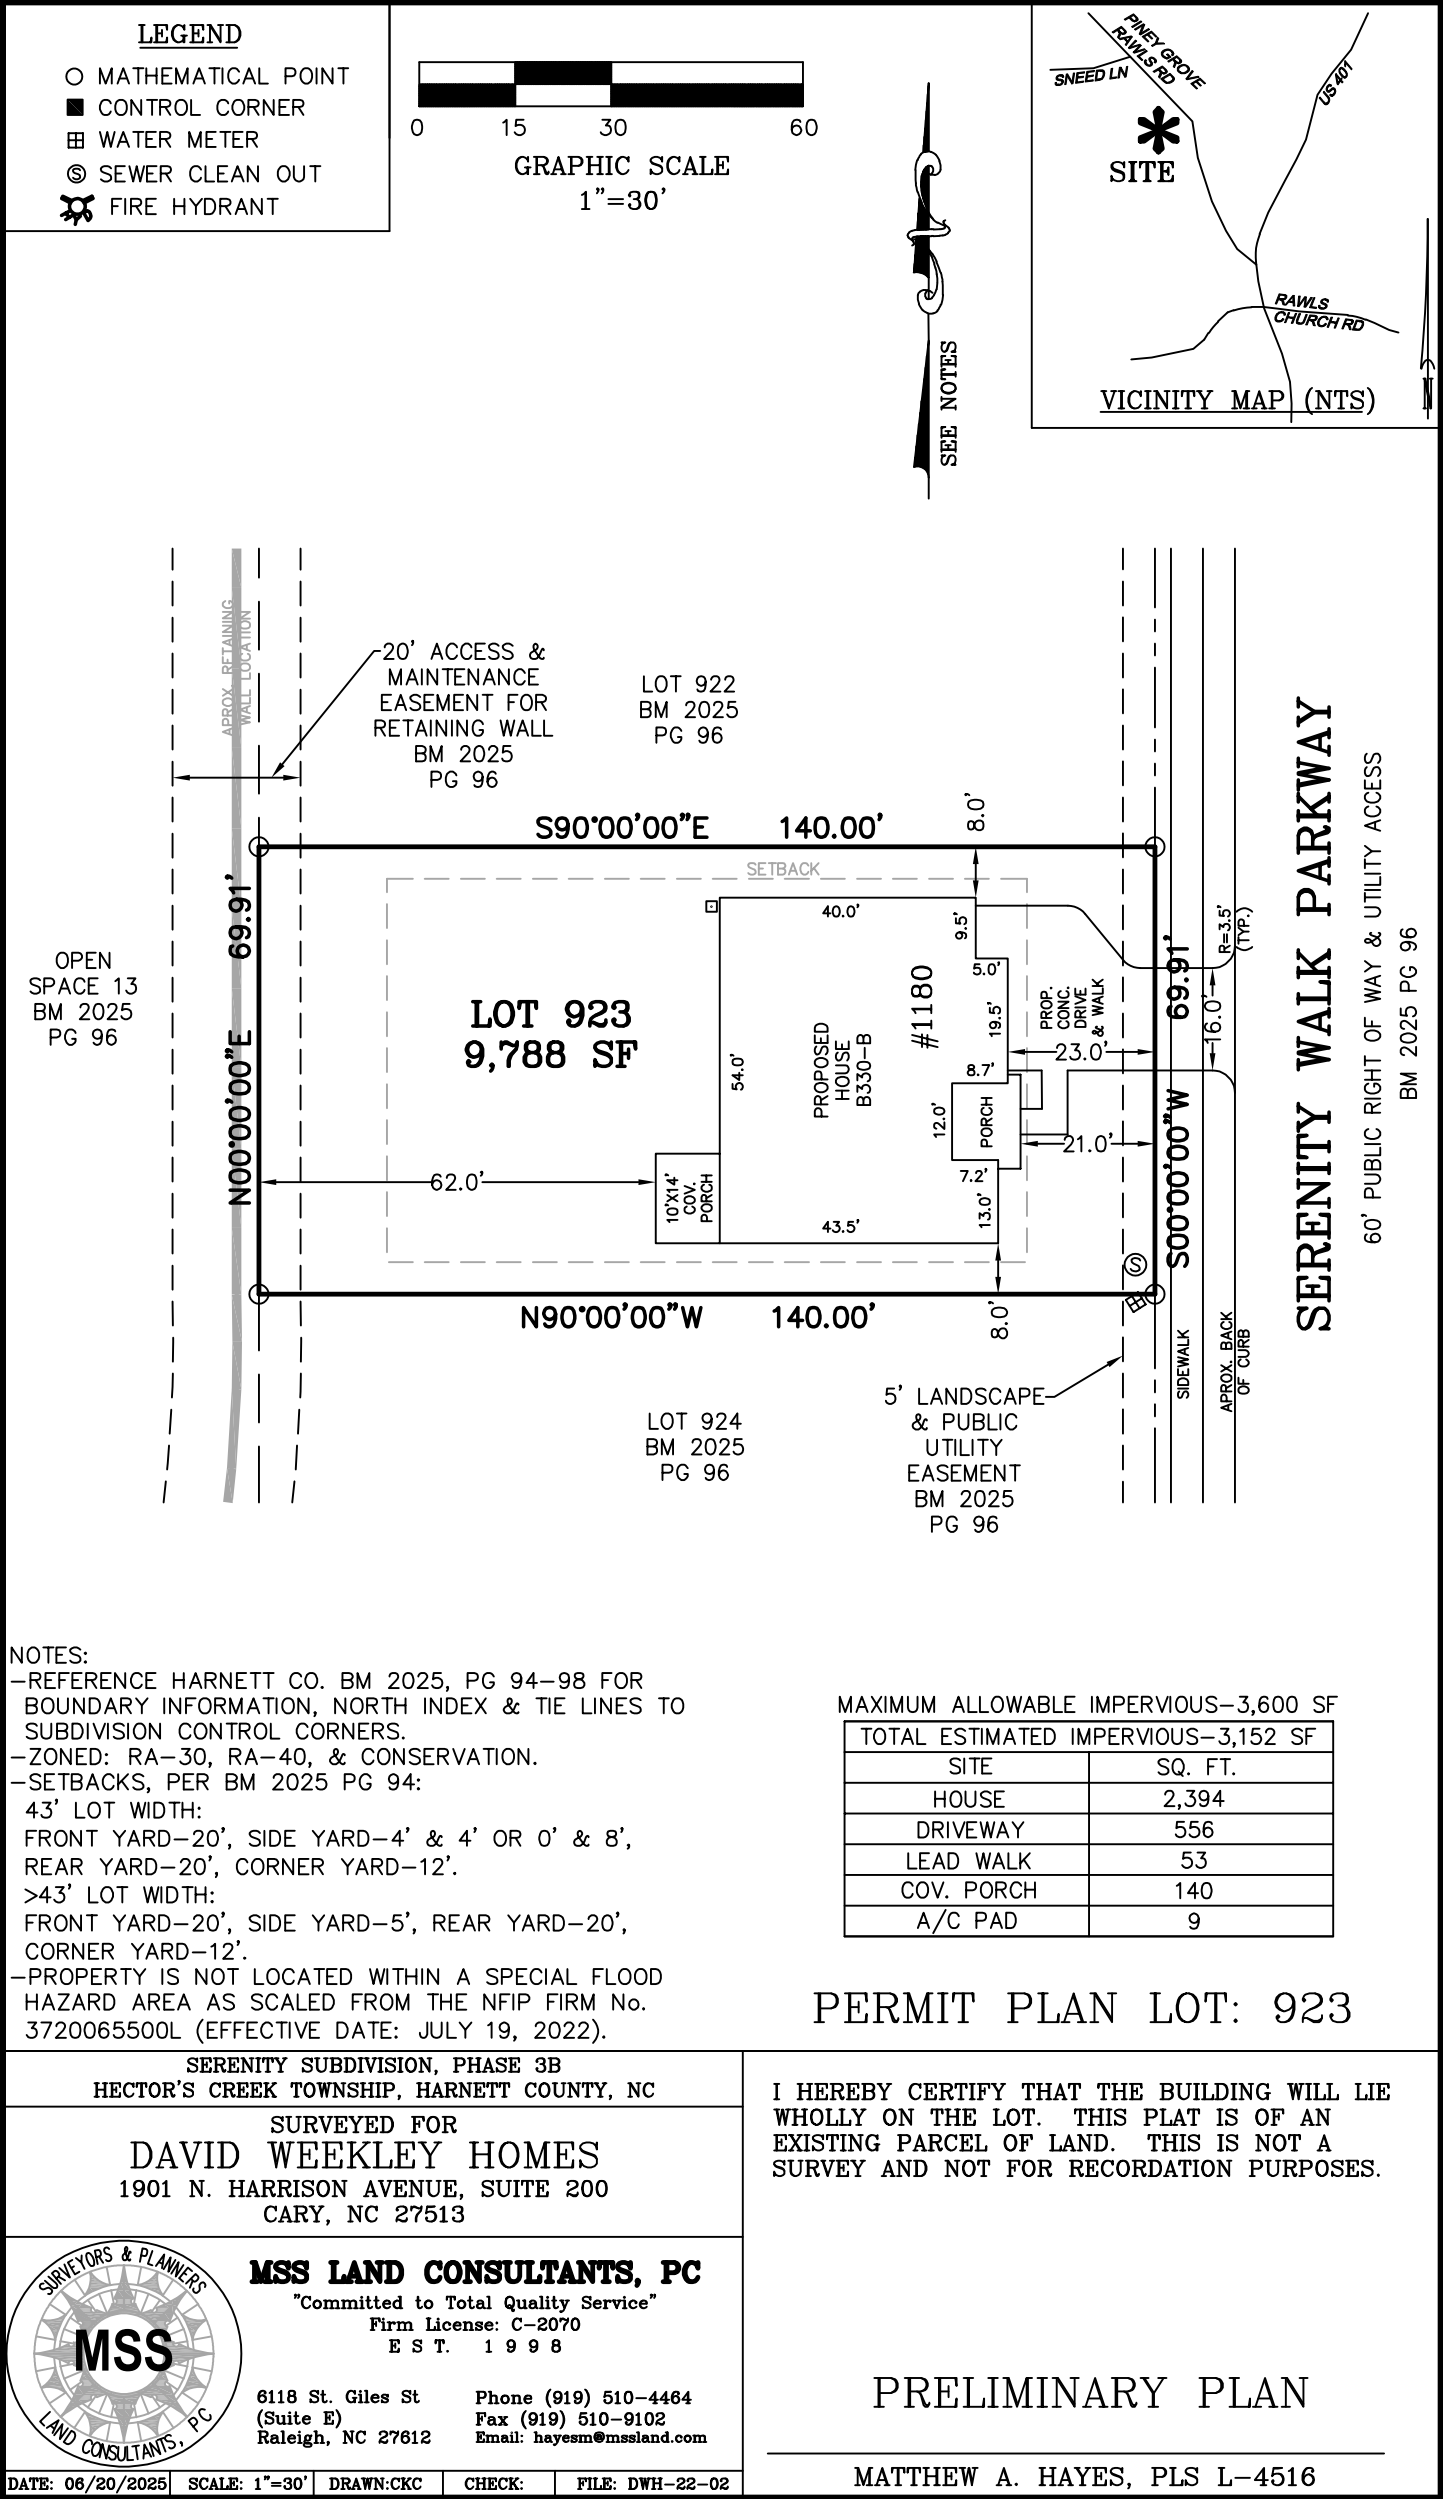 LEGEND
MATHEMATICAL POINT
CONTROL CORNER
WATER METER
S SEWER CLEAN OUT
FIRE HYDRANT
0 15 30 60
GRAPHIC SCALE
1"=30'
SEE NOTES
PINEY GROVE
RAWLS RD
SNEED LN
US 401
SITE
RAWLS
CHURCH RD
VICINITY MAP (NTS)
N
APROX. RETAINING
WALL LOCATION
20' ACCESS &
MAINTENANCE
EASEMENT FOR
RETAINING WALL
BM 2025
PG 96
LOT 922
BM 2025
PG 96
S90°00'00"E 140.00'
8.0'
SETBACK
N00°00'00"E 69.91'
OPEN
SPACE 13
BM 2025
PG 96
LOT 923
9,788 SF
40.0'
9.5'
5.0'
19.5'
#1180
54.0'
PROPOSED
HOUSE
B330-B
8.7'
12.0'
PORCH
7.2'
13.0'
43.5'
10'X14'
COV.
PORCH
62.0'
PROP.
CONC.
DRIVE
& WALK
23.0'
21.0'
S00°00'00"W 69.91'
16.0'
R=3.5'
(TYP.)
S
SERENITY WALK PARKWAY
60' PUBLIC RIGHT OF WAY & UTILITY ACCESS
BM 2025 PG 96
N90°00'00"W 140.00'
8.0'
SIDEWALK
APROX. BACK
OF CURB
5' LANDSCAPE
& PUBLIC
UTILITY
EASEMENT
BM 2025
PG 96
LOT 924
BM 2025
PG 96
NOTES:
-REFERENCE HARNETT CO. BM 2025, PG 94-98 FOR
BOUNDARY INFORMATION, NORTH INDEX & TIE LINES TO
SUBDIVISION CONTROL CORNERS.
-ZONED: RA-30, RA-40, & CONSERVATION.
-SETBACKS, PER BM 2025 PG 94:
43' LOT WIDTH:
FRONT YARD-20', SIDE YARD-4' & 4' OR 0' & 8',
REAR YARD-20', CORNER YARD-12'.
>43' LOT WIDTH:
FRONT YARD-20', SIDE YARD-5', REAR YARD-20',
CORNER YARD-12'.
-PROPERTY IS NOT LOCATED WITHIN A SPECIAL FLOOD
HAZARD AREA AS SCALED FROM THE NFIP FIRM No.
3720065500L (EFFECTIVE DATE: JULY 19, 2022).
MAXIMUM ALLOWABLE IMPERVIOUS-3,600 SF
TOTAL ESTIMATED IMPERVIOUS-3,152 SF
SITE SQ. FT.
HOUSE 2,394
DRIVEWAY 556
LEAD WALK 53
COV. PORCH 140
A/C PAD 9
PERMIT PLAN LOT: 923
SERENITY SUBDIVISION, PHASE 3B
HECTOR'S CREEK TOWNSHIP, HARNETT COUNTY, NC
SURVEYED FOR
DAVID WEEKLEY HOMES
1901 N. HARRISON AVENUE, SUITE 200
CARY, NC 27513
SURVEYORS & PLANNERS
MSS
LAND CONSULTANTS, PC
MSS LAND CONSULTANTS, PC
"Committed to Total Quality Service"
Firm License: C-2070
EST. 1998
6118 St. Giles St
(Suite E)
Raleigh, NC 27612
Phone (919) 510-4464
Fax (919) 510-9102
Email: hayesm@mssland.com
DATE: 06/20/2025 SCALE: 1"=30' DRAWN:CKC CHECK: FILE: DWH-22-02
I HEREBY CERTIFY THAT THE BUILDING WILL LIE
WHOLLY ON THE LOT. THIS PLAT IS OF AN
EXISTING PARCEL OF LAND. THIS IS NOT A
SURVEY AND NOT FOR RECORDATION PURPOSES.
PRELIMINARY PLAN
MATTHEW A. HAYES, PLS L-4516